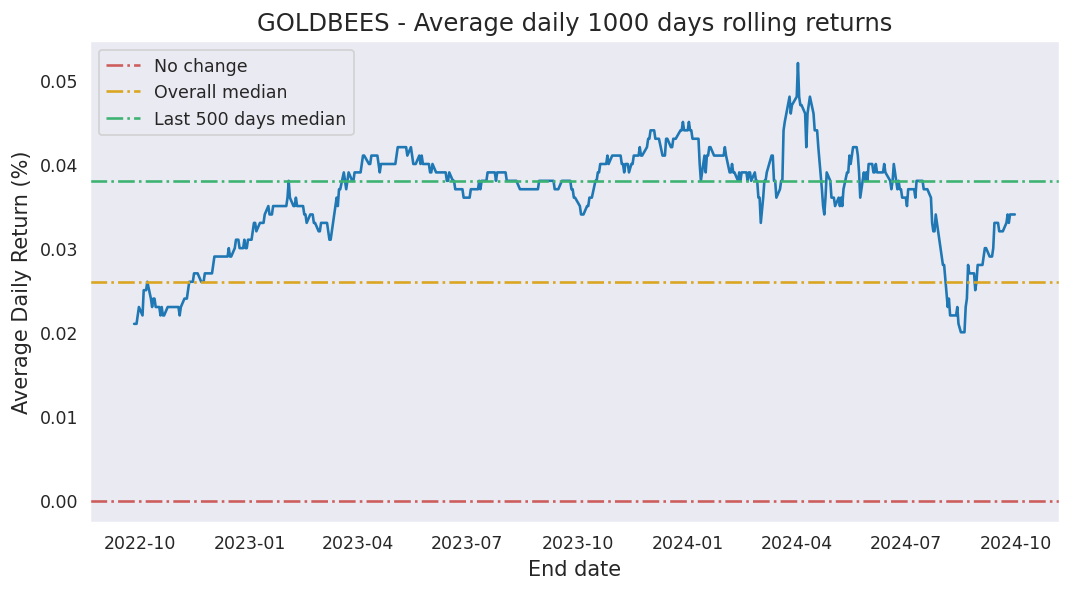 GOLDBEES - Average daily 1000 days rolling returns
No change
Overall median
Last 500 days median
Average Daily Return (%)
0.05
0.04
0.03
0.02
0.01
0.00
2022-10 2023-01 2023-04 2023-07 2023-10 2024-01 2024-04 2024-07 2024-10
End date